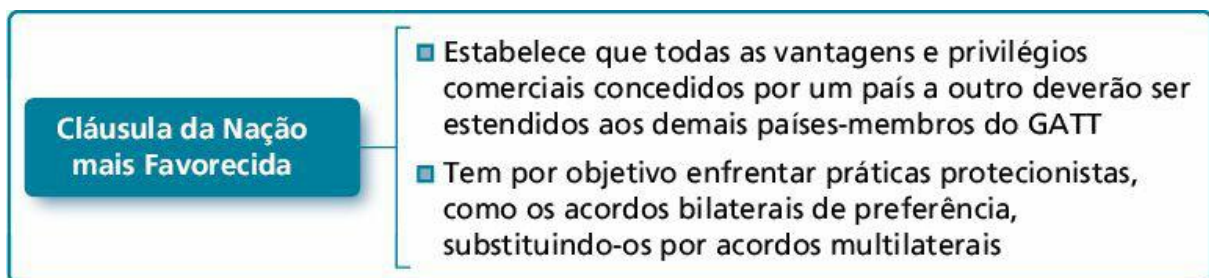 Cláusula da Nação
mais Favorecida
Estabelece que todas as vantagens e privilégios
comerciais concedidos por um país a outro deverão ser
estendidos aos demais países-membros do GATT
Tem por objetivo enfrentar práticas protecionistas,
como os acordos bilaterais de preferência,
substituindo-os por acordos multilaterais